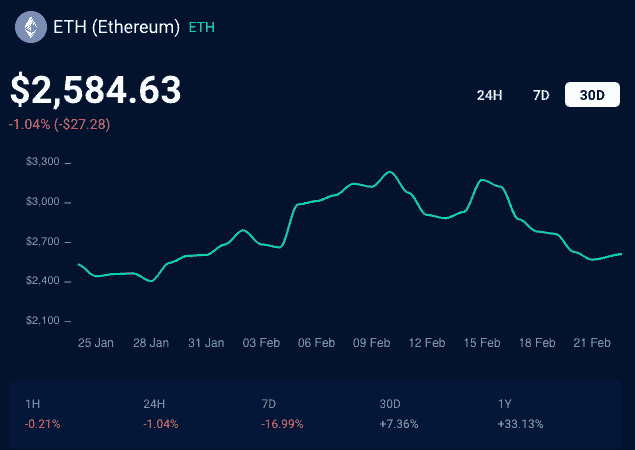 ETH (Ethereum) ETH
$2,584.63
24H 7D 30D
-1.04% (-$27.28)
$3,300
$3,000
$2,700
$2,400
$2,100
25 Jan 28 Jan 31 Jan 03 Feb 06 Feb 09 Feb 12 Feb 15 Feb 18 Feb 21 Feb
1H 24H 7D 30D 1Y
-0.21% -1.04% -16.99% +7.36% +33.13%